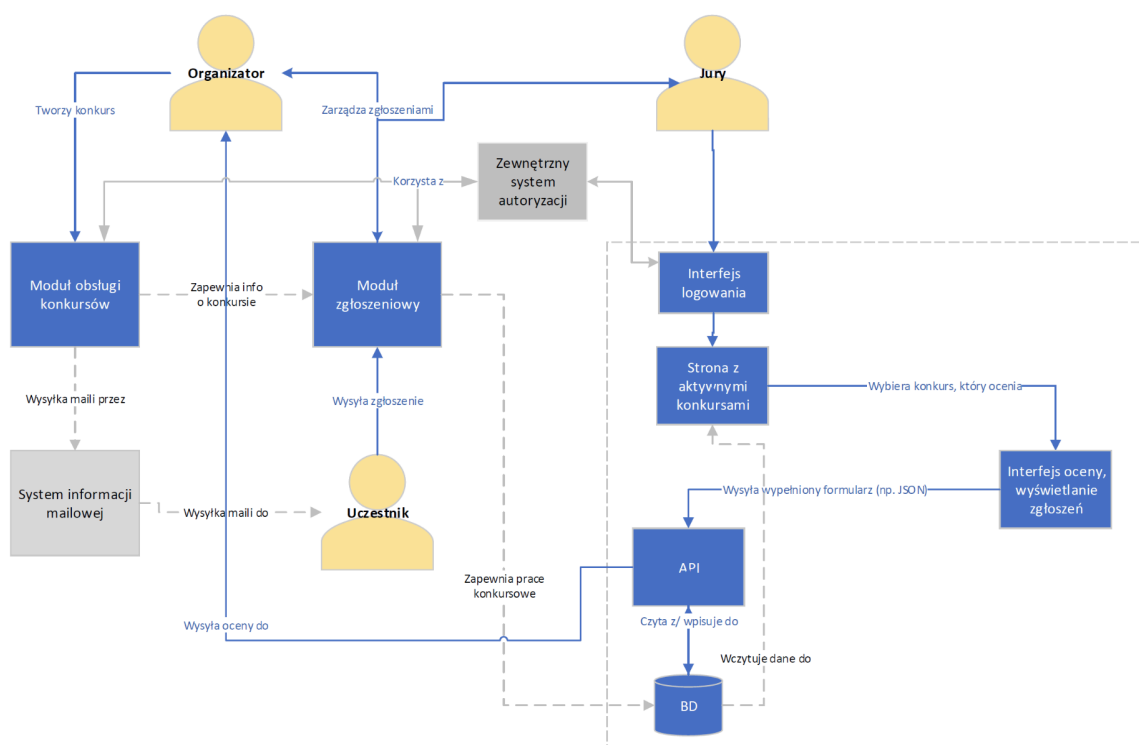 Organizator
Jury
Tworzy konkurs
Zarządza zgłoszeniami
Zewnętrzny
system
autoryzacji
Korzysta z
Moduł obsługi
konkursów
Zapewnia info
o konkursie
Moduł
zgłoszeniowy
Interfejs
logowania
Strona z
aktywnymi
konkursami
Wybiera konkurs, który ocenia
Wysyłka maili przez
Wysyła zgłoszenie
System informacji
mailowej
Wysyłka maili do
Uczestnik
Interfejs oceny,
wyświetlanie
zgłoszeń
Wysyła wypełniony formularz (np. JSON)
API
Zapewnia prace
konkursowe
Wysyła oceny do
Czyta z/ wpisuje do
Wczytuje dane do
BD